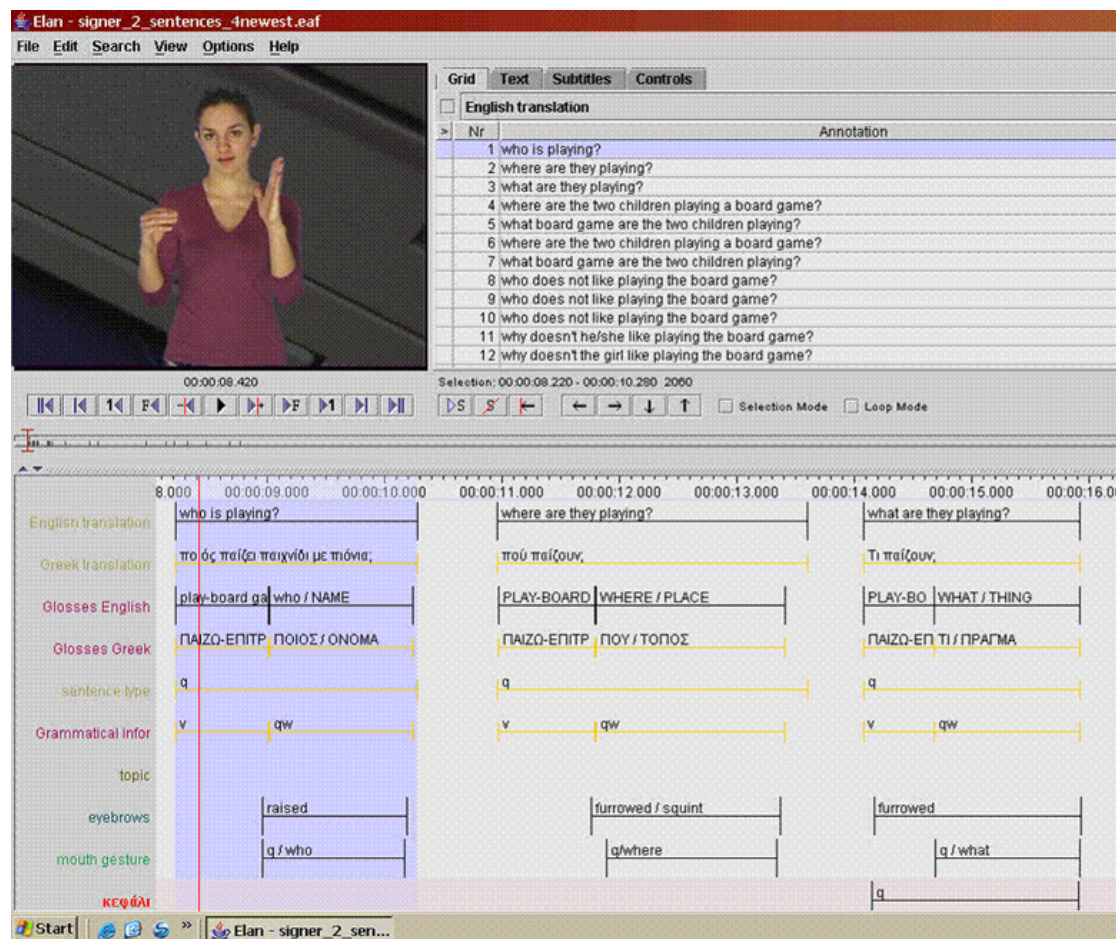 Elan - signer_2_sentences_4newest.eaf
File Edit Search View Options Help
Grid Text Subtitles Controls
English translation
> Nr Annotation
1 who is playing?
2 where are they playing?
3 what are they playing?
4 where are the two children playing a board game?
5 what board game are the two children playing?
6 where are the two children playing a board game?
7 what board game are the two children playing?
8 who does not like playing the board game?
9 who does not like playing the board game?
10 who does not like playing the board game?
11 why doesn't he/she like playing the board game?
12 why doesn't the girl like playing the board game?
00:00:08.420
Selection: 00:00:08.220 - 00:00:10.280 2060
1 F F 1 S S Selection Mode Loop Mode
8.000 00:00:09.000 00:00:10.000 00:00:11.000 00:00:12.000 00:00:13.000 00:00:14.000 00:00:15.000 00:00:16.0
English translation who is playing? where are they playing? what are they playing?
Greek translation ποιός παίζει παιχνίδι με πιόνια; πού παίζουν; Τι παίζουν;
Glosses English play-board ga who / NAME PLAY-BOARD WHERE / PLACE PLAY-BO WHAT / THING
Glosses Greek ΠΑΙΖΩ-ΕΠΙΤΡ ΠΟΙΟΣ / ΟΝΟΜΑ ΠΑΙΖΩ-ΕΠΙΤΡ ΠΟΥ / ΤΟΠΟΣ ΠΑΙΖΩ-ΕΠ ΤΙ / ΠΡΑΓΜΑ
sentence type q q q
Grammatical infor v qw v qw v qw
topic
eyebrows raised furrowed / squint furrowed
mouth gesture q / who q/where q / what
κεφάλι q
Start » Elan - signer_2_sen...